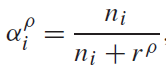 α_i^ρ = n_i / (n_i + r^ρ),